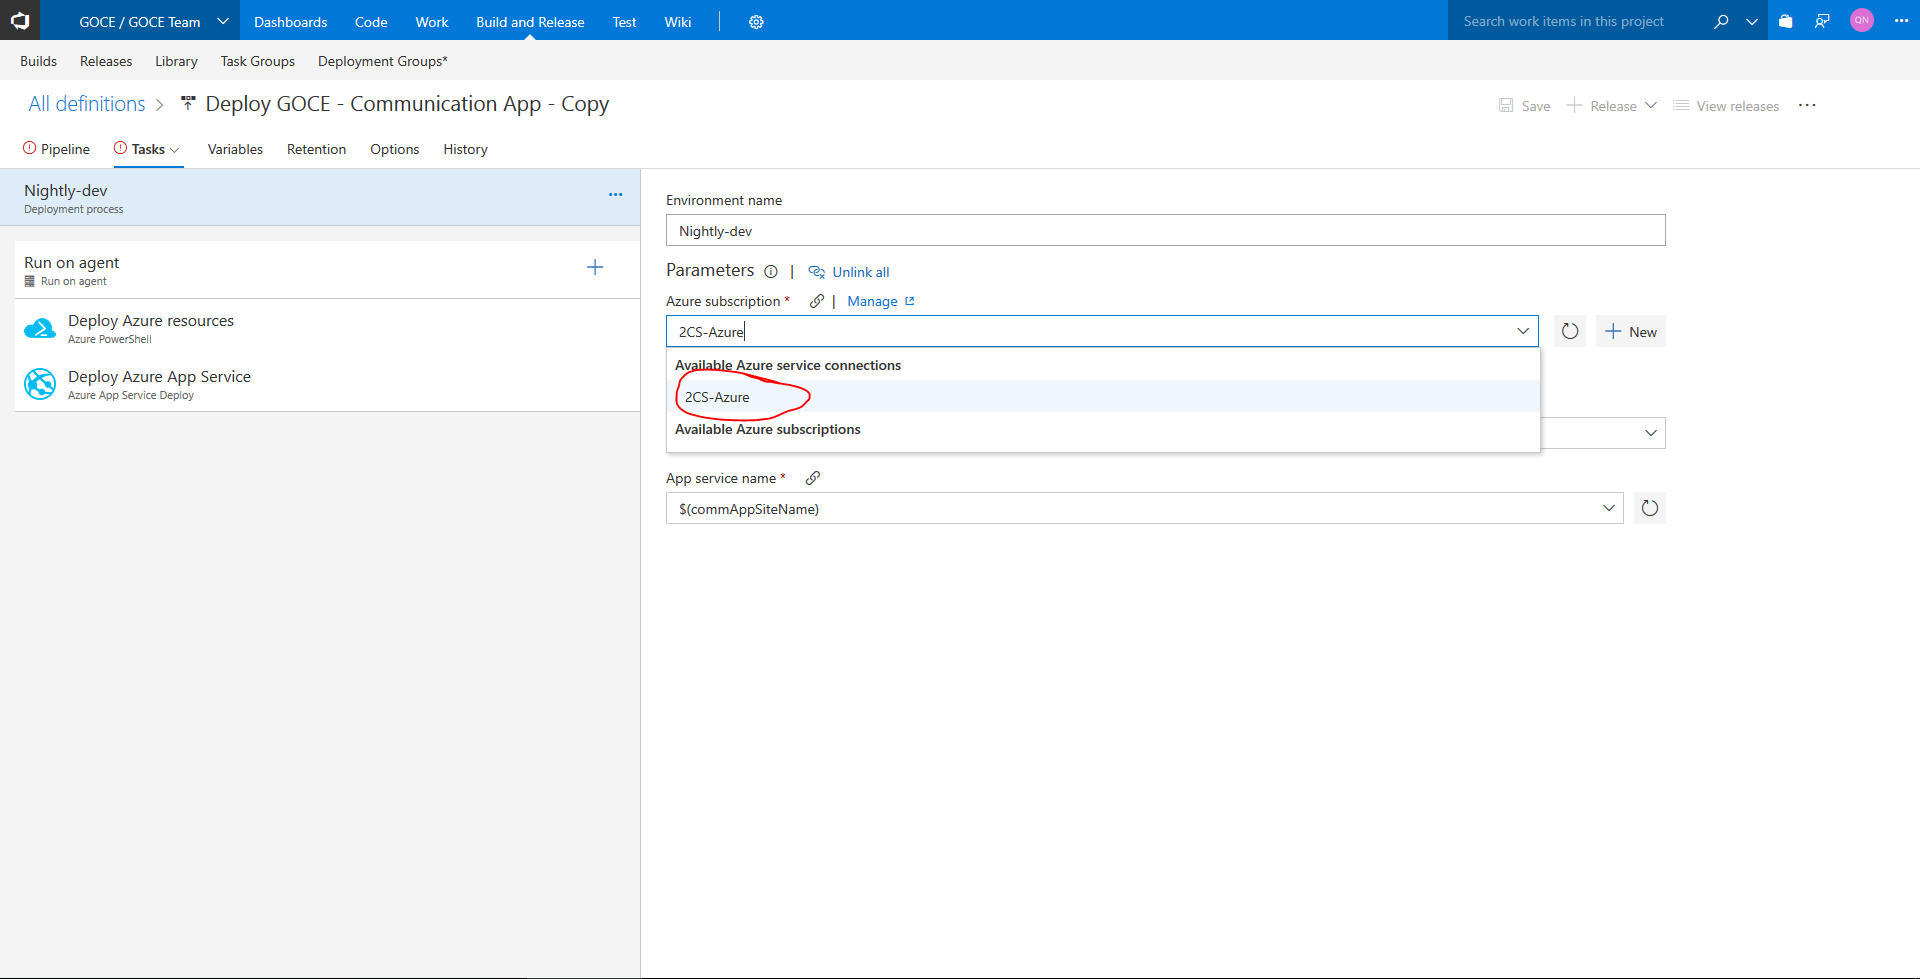 GOCE / GOCE Team Dashboards Code Work Build and Release Test Wiki Search work items in this project QN
Builds Releases Library Task Groups Deployment Groups*
All definitions > Deploy GOCE - Communication App - Copy Save Release View releases
Pipeline Tasks Variables Retention Options History
Nightly-dev
Deployment process
Run on agent
Run on agent
Deploy Azure resources
Azure PowerShell
Deploy Azure App Service
Azure App Service Deploy
Environment name
Nightly-dev
Parameters | Unlink all
Azure subscription * | Manage
2CS-Azure New
Available Azure service connections
2CS-Azure
Available Azure subscriptions
App service name *
$(commAppSiteName)